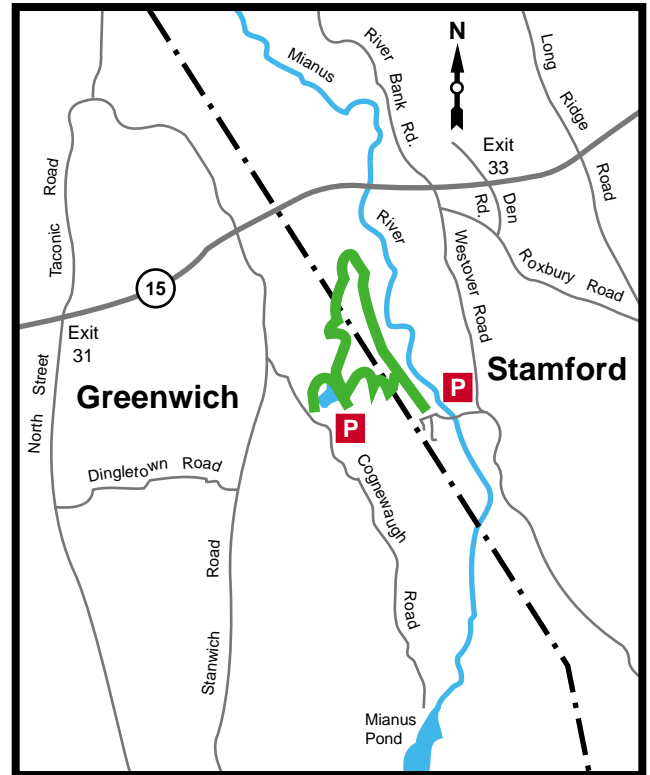 Mianus
River
Bank
Rd.
N
Long
Ridge
Road
Exit
33
Den
Rd.
Taconic Road
River
Westover Road
Roxbury Road
15
Exit
31
North Street
Greenwich
Stamford
P
P
Dingletown Road
Cognewaugh
Road
Stanwich Road
Mianus
Pond